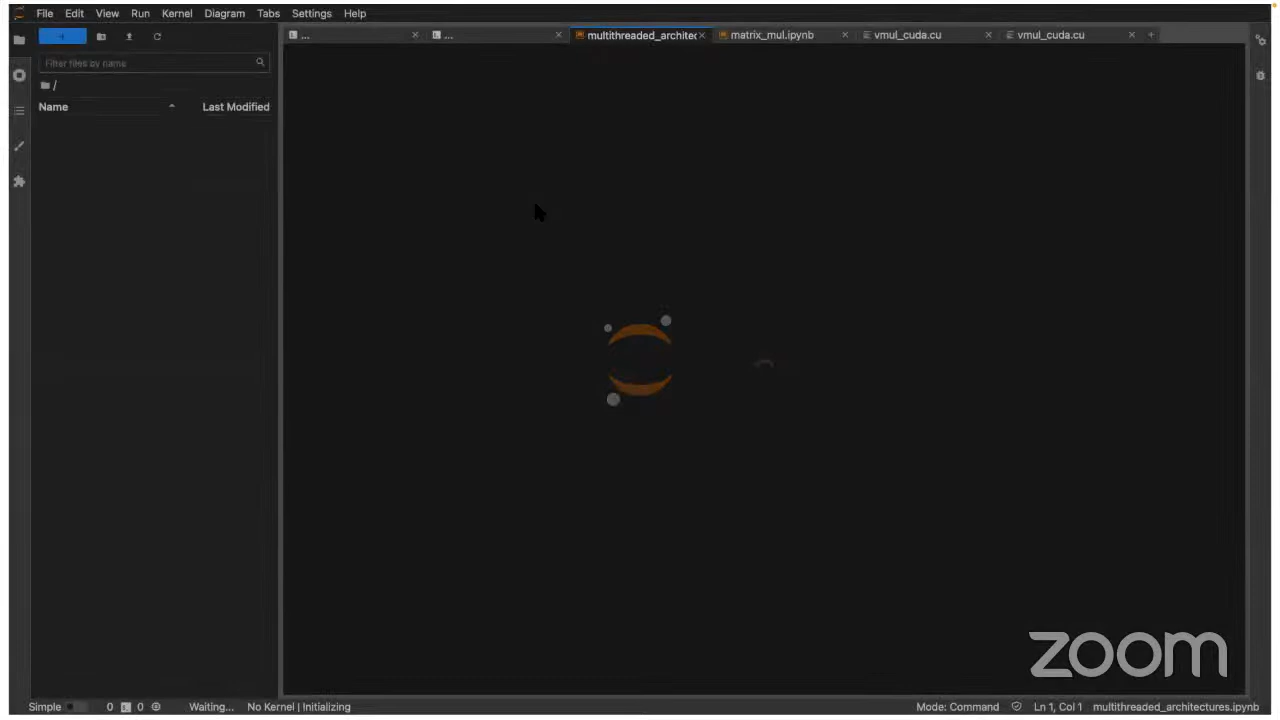 File Edit View Run Kernel Diagram Tabs Settings Help
... ... multithreaded_architec matrix_mul.ipynb vmul_cuda.cu vmul_cuda.cu
Filter files by name
/
Name Last Modified
zoom
Simple 0 0 Waiting... No Kernel | Initializing Mode: Command Ln 1, Col 1 multithreaded_architectures.ipynb